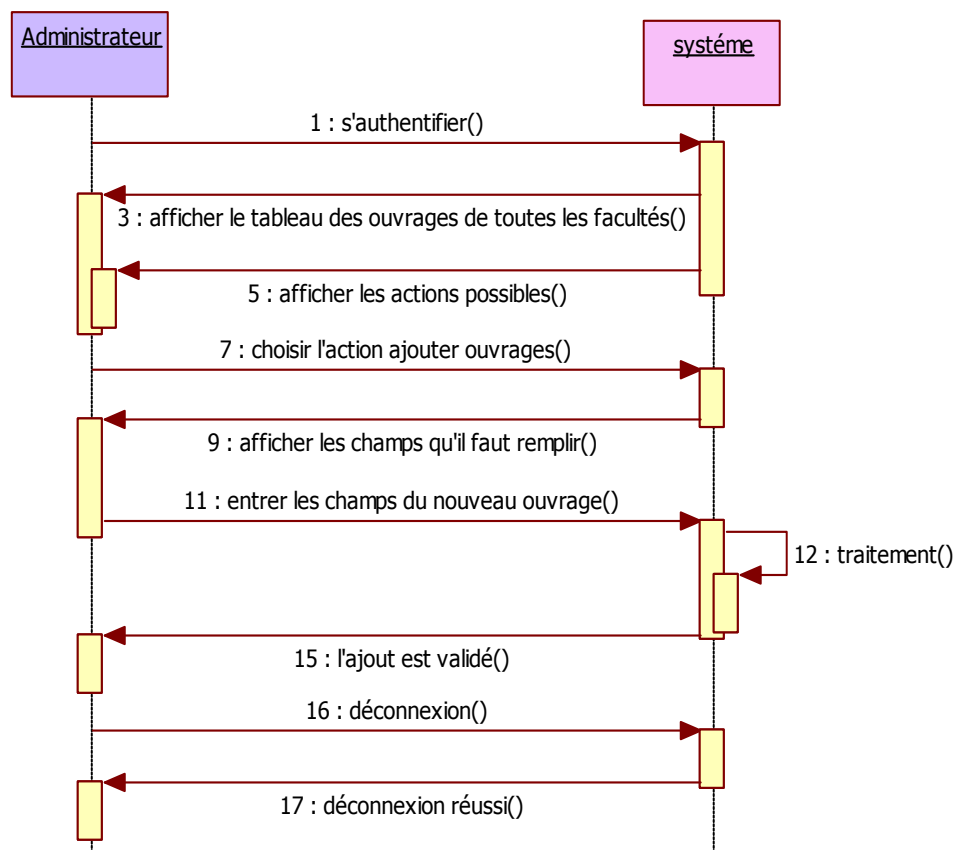 Administrateur
systéme
1 : s'authentifier()
3 : afficher le tableau des ouvrages de toutes les facultés()
5 : afficher les actions possibles()
7 : choisir l'action ajouter ouvrages()
9 : afficher les champs qu'il faut remplir()
11 : entrer les champs du nouveau ouvrage()
12 : traitement()
15 : l'ajout est validé()
16 : déconnexion()
17 : déconnexion réussi()